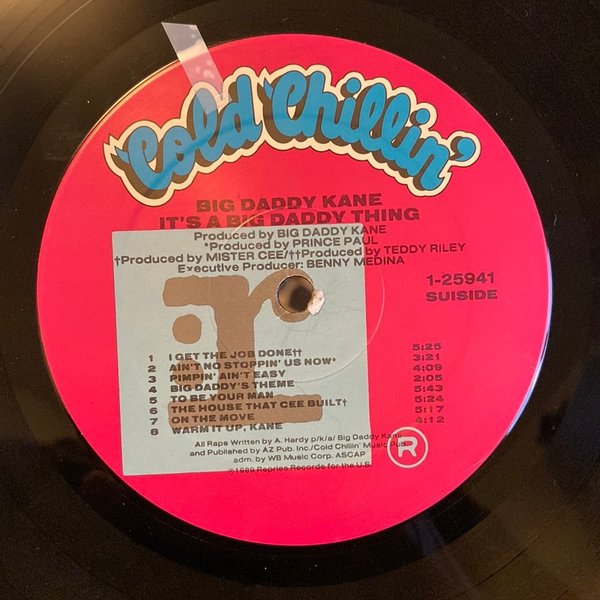 Cold Chillin'
BIG DADDY KANE
IT'S A BIG DADDY THING
Produced by BIG DADDY KANE
*Produced by PRINCE PAUL
†Produced by MISTER CEE/††Produced by TEDDY RILEY
Executive Producer: BENNY MEDINA
1-25941
SUISIDE
r
1 I GET THE JOB DONE†† 5:25
2 AIN'T NO STOPPIN' US NOW* 3:21
3 PIMPIN' AIN'T EASY 4:09
4 BIG DADDY'S THEME 2:05
5 TO BE YOUR MAN 5:43
6 THE HOUSE THAT CEE BUILT† 5:24
7 ON THE MOVE 5:17
8 WARM IT UP, KANE 4:12
All Raps Written by A. Hardy p/k/a/ Big Daddy Kane
and Published by AZ Pub. Inc./Cold Chillin' Music Pub.
adm. by WB Music Corp. ASCAP
℗1989 Reprise Records for the U.S.
®